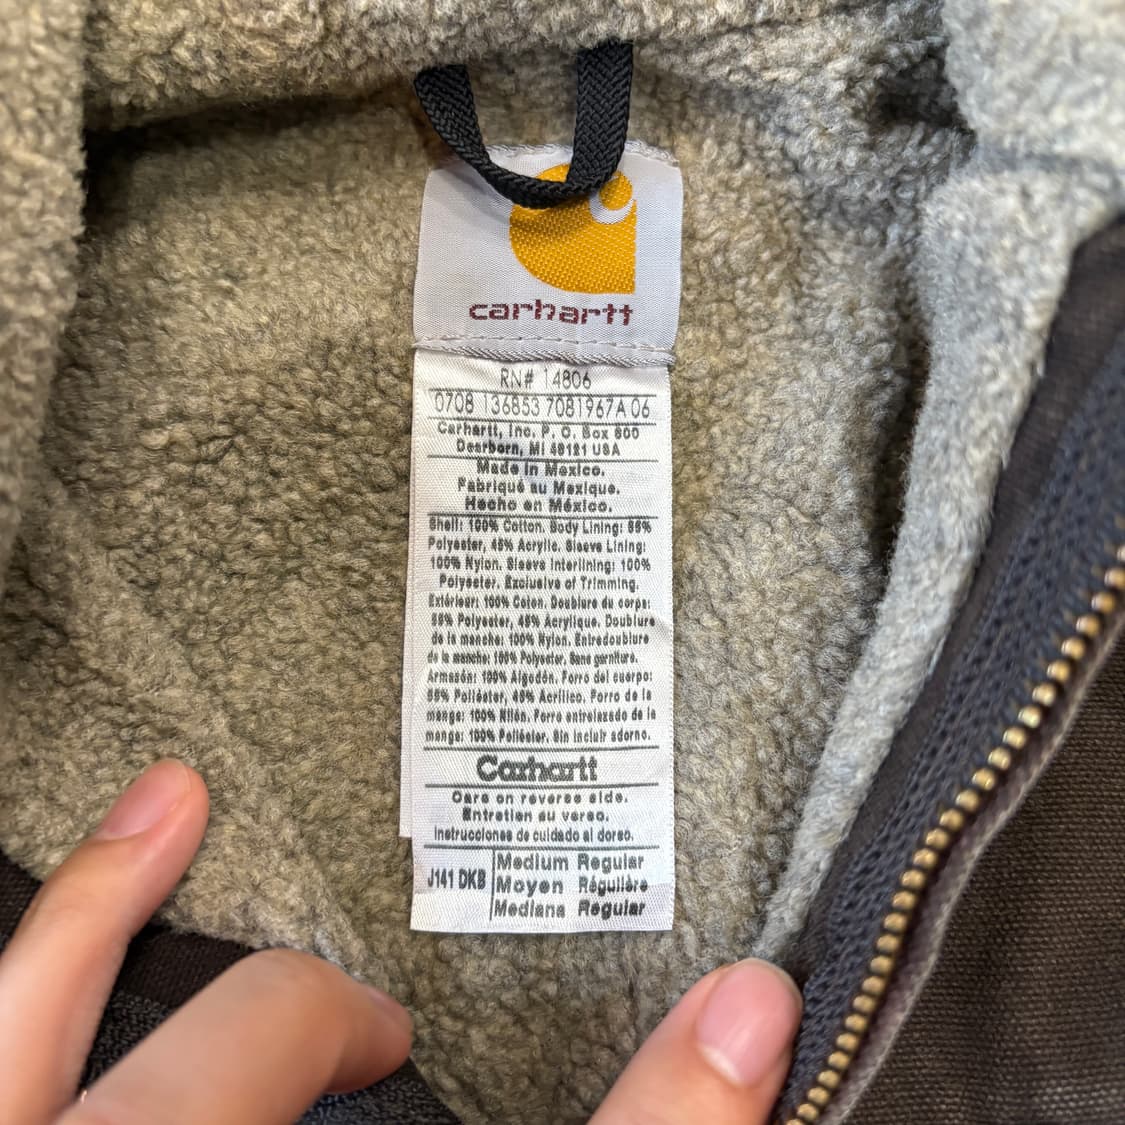 carhartt
RN# 14806
0708 136853 7081967A 06
Carhartt, Inc, P. O. Box 600
Dearborn, MI 48121 USA
Made in Mexico.
Fabriqué au Mexique.
Hecho en México.
Shell: 100% Cotton. Body Lining: 55%
Polyester, 45% Acrylic. Sleeve Lining:
100% Nylon. Sleeve Interlining: 100%
Polyester. Exclusive of Trimming.
Extérieur: 100% Coton. Doublure du corps:
55% Polyester, 45% Acrylique. Doublure
de la manche: 100% Nylon. Entredoublure
de la manche: 100% Polyester, Sans garniture.
Armasón: 100% Algodón. Forro del cuerpo:
55% Poliéster, 45% Acrílico. Forro de la
manga: 100% Nilón. Forro entrelazado de la
manga: 100% Poliéster. Sin incluir adorno.
Carhartt
Care on reverse side.
Entretien au verso.
Instrucciones de cuidado al dorso.
J141 DKB
Medium Regular
Moyen Régulière
Mediana Regular